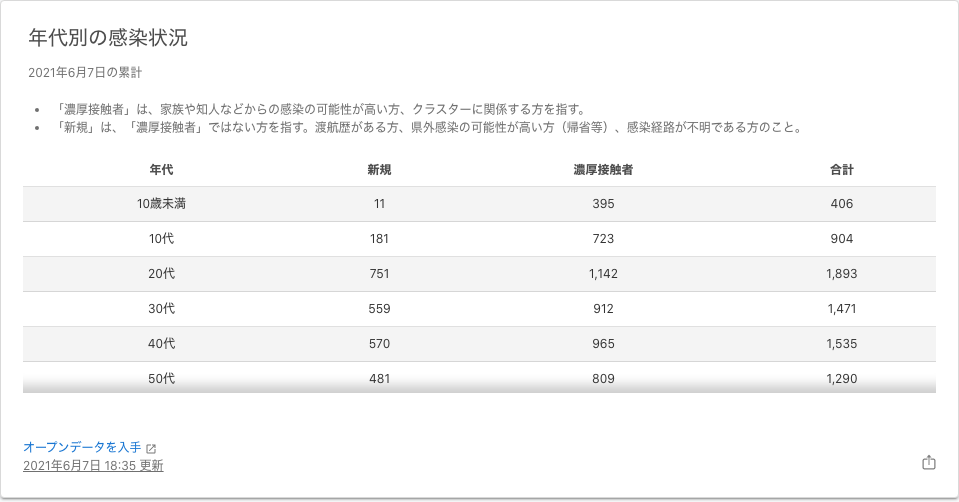 年代別の感染状況
2021年6月7日の累計
• 「濃厚接触者」は、家族や知人などからの感染の可能性が高い方、クラスターに関係する方を指す。
• 「新規」は、「濃厚接触者」ではない方を指す。渡航歴がある方、県外感染の可能性が高い方（帰省等）、感染経路が不明である方のこと。
年代 新規 濃厚接触者 合計
10歳未満 11 395 406
10代 181 723 904
20代 751 1,142 1,893
30代 559 912 1,471
40代 570 965 1,535
50代 481 809 1,290
オープンデータを入手
2021年6月7日 18:35 更新